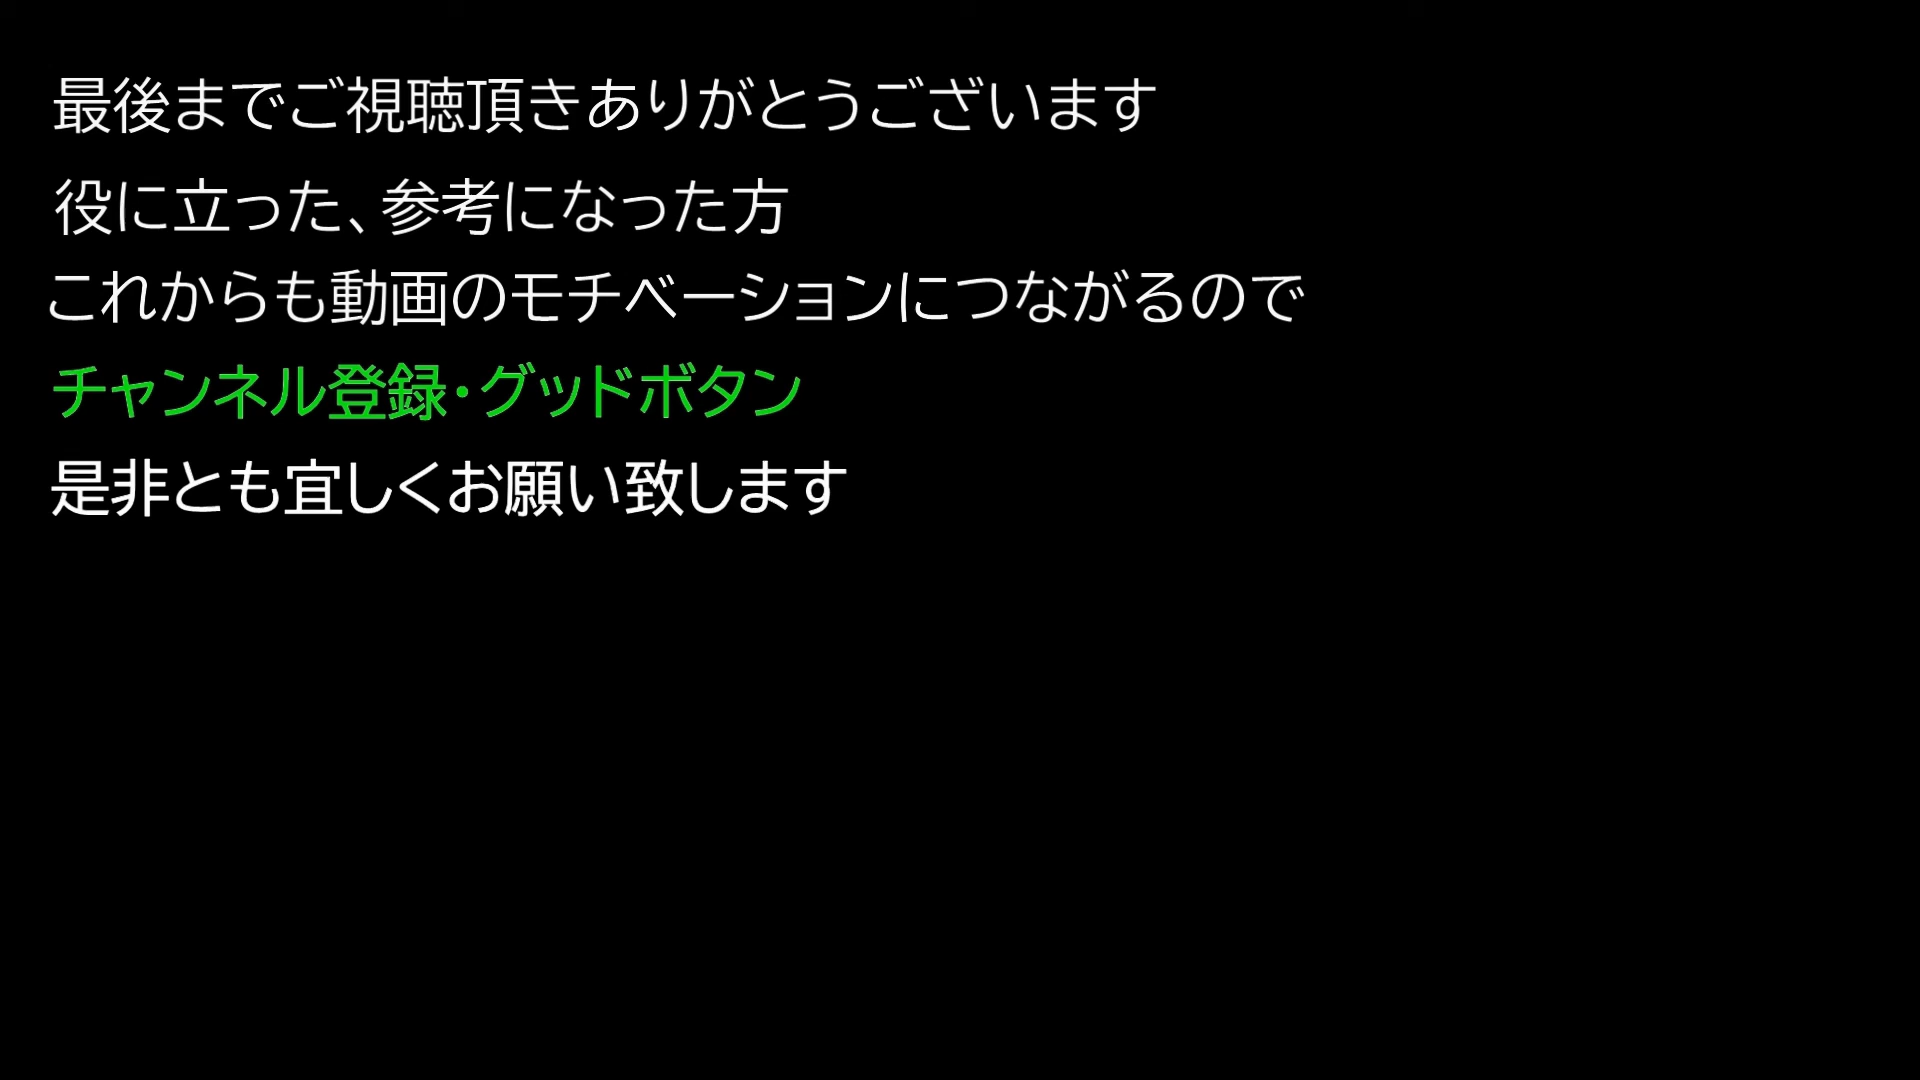 最後までご視聴頂きありがとうございます
役に立った、参考になった方
これからも動画のモチベーションにつながるので
チャンネル登録・グッドボタン
是非とも宜しくお願い致します